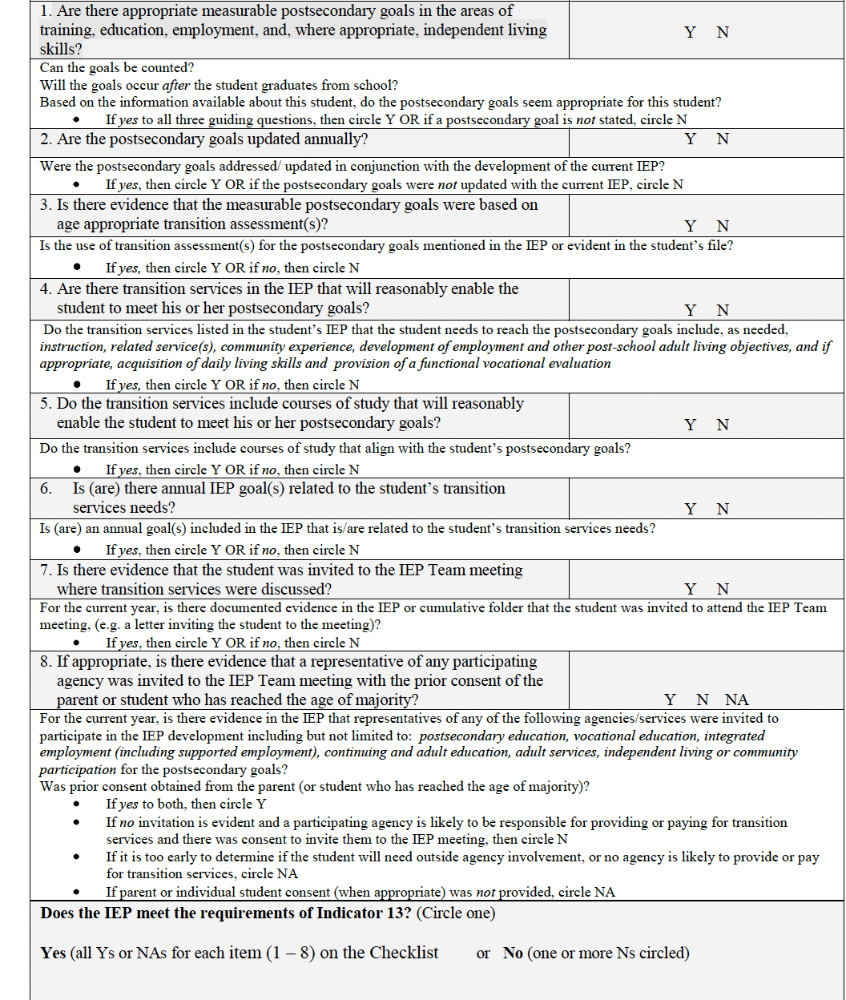 1. Are there appropriate measurable postsecondary goals in the areas of
training, education, employment, and, where appropriate, independent living
skills?
Y N
Can the goals be counted?
Will the goals occur after the student graduates from school?
Based on the information available about this student, do the postsecondary goals seem appropriate for this student?
• If yes to all three guiding questions, then circle Y OR if a postsecondary goal is not stated, circle N
2. Are the postsecondary goals updated annually?
Y N
Were the postsecondary goals addressed/ updated in conjunction with the development of the current IEP?
• If yes, then circle Y OR if the postsecondary goals were not updated with the current IEP, circle N
3. Is there evidence that the measurable postsecondary goals were based on
age appropriate transition assessment(s)?
Y N
Is the use of transition assessment(s) for the postsecondary goals mentioned in the IEP or evident in the student's file?
• If yes, then circle Y OR if no, then circle N
4. Are there transition services in the IEP that will reasonably enable the
student to meet his or her postsecondary goals?
Y N
Do the transition services listed in the student's IEP that the student needs to reach the postsecondary goals include, as needed,
instruction, related service(s), community experience, development of employment and other post-school adult living objectives, and if
appropriate, acquisition of daily living skills and provision of a functional vocational evaluation
• If yes, then circle Y OR if no, then circle N
5. Do the transition services include courses of study that will reasonably
enable the student to meet his or her postsecondary goals?
Y N
Do the transition services include courses of study that align with the student's postsecondary goals?
• If yes, then circle Y OR if no, then circle N
6. Is (are) there annual IEP goal(s) related to the student's transition
services needs?
Y N
Is (are) an annual goal(s) included in the IEP that is/are related to the student's transition services needs?
• If yes, then circle Y OR if no, then circle N
7. Is there evidence that the student was invited to the IEP Team meeting
where transition services were discussed?
Y N
For the current year, is there documented evidence in the IEP or cumulative folder that the student was invited to attend the IEP Team
meeting, (e.g. a letter inviting the student to the meeting)?
• If yes, then circle Y OR if no, then circle N
8. If appropriate, is there evidence that a representative of any participating
agency was invited to the IEP Team meeting with the prior consent of the
parent or student who has reached the age of majority?
Y N NA
For the current year, is there evidence in the IEP that representatives of any of the following agencies/services were invited to
participate in the IEP development including but not limited to: postsecondary education, vocational education, integrated
employment (including supported employment), continuing and adult education, adult services, independent living or community
participation for the postsecondary goals?
Was prior consent obtained from the parent (or student who has reached the age of majority)?
• If yes to both, then circle Y
• If no invitation is evident and a participating agency is likely to be responsible for providing or paying for transition
services and there was consent to invite them to the IEP meeting, then circle N
• If it is too early to determine if the student will need outside agency involvement, or no agency is likely to provide or pay
for transition services, circle NA
• If parent or individual student consent (when appropriate) was not provided, circle NA
Does the IEP meet the requirements of Indicator 13? (Circle one)
Yes (all Ys or NAs for each item (1 – 8) on the Checklist or No (one or more Ns circled)